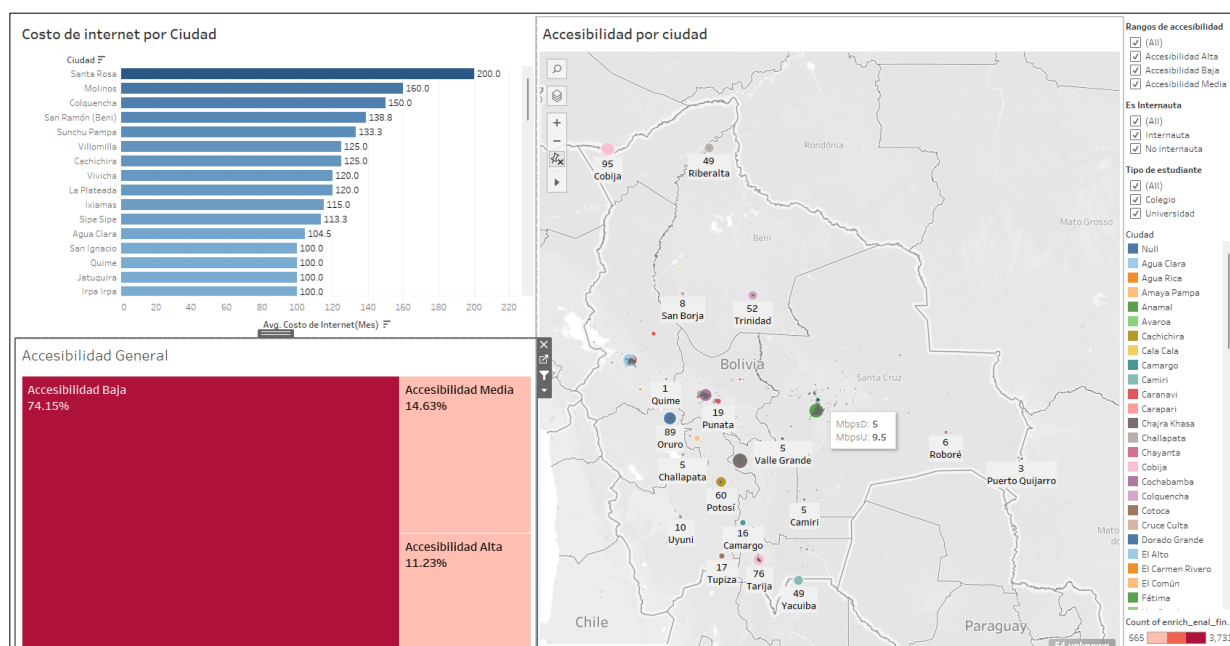 Costo de internet por Ciudad
Ciudad
Santa Rosa 200.0
Molinos 160.0
Colquencha 150.0
San Ramón (Beni) 138.8
Sunchu Pampa 133.3
Villomilla 125.0
Cachichira 125.0
Vivicha 120.0
La Plateada 120.0
Ixiamas 115.0
Sipe Sipe 113.3
Agua Clara 104.5
San Ignacio 100.0
Quime 100.0
Jatuquira 100.0
Irpa Irpa 100.0
0 20 40 60 80 100 120 140 160 180 200 220
Avg. Costo de Internet(Mes)
Accesibilidad General
Accesibilidad Baja
74.15%
Accesibilidad Media
14.63%
Accesibilidad Alta
11.23%
Accesibilidad por ciudad
Rondônia
95
Cobija
49
Riberalta
Mato Grosso
Beni
8
San Borja
52
Trinidad
Bolivia
Santa Cruz
1
Quime
19
Punata
MbpsD: 5
MbpsU: 9.5
89
Oruro
5
Valle Grande
6
Roboré
5
Challapata
3
Puerto Quijarro
60
Potosí
5
Camiri
10
Uyuni
16
Camargo
17
Tupiza
76
Tarija
49
Yacuiba
Chile
Paraguay
Rangos de accesibilidad
(All)
Accesibilidad Alta
Accesibilidad Baja
Accesibilidad Media
Es Internauta
(All)
Internauta
No internauta
Tipo de estudiante
(All)
Colegio
Universidad
Ciudad
Null
Agua Clara
Agua Rica
Amaya Pampa
Anamal
Avaroa
Cachichira
Cala Cala
Camargo
Camiri
Caranavi
Carapari
Chajra Khasa
Challapata
Chayanta
Cobija
Cochabamba
Colquencha
Cotoca
Cruce Culta
Dorado Grande
El Alto
El Carmen Rivero
El Común
Fátima
Count of enrich_enal_fin..
565 3,732